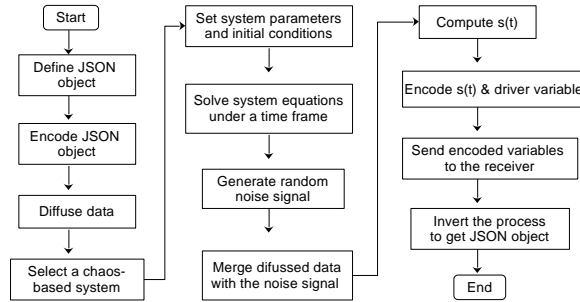 Start
Define JSON
object
Encode JSON
object
Diffuse data
Select a chaos-
based system
Set system parameters
and initial conditions
Solve system equations
under a time frame
Generate random
noise signal
Merge difussed data
with the noise signal
Compute s(t)
Encode s(t) & driver variable
Send encoded variables
to the receiver
Invert the process
to get JSON object
End